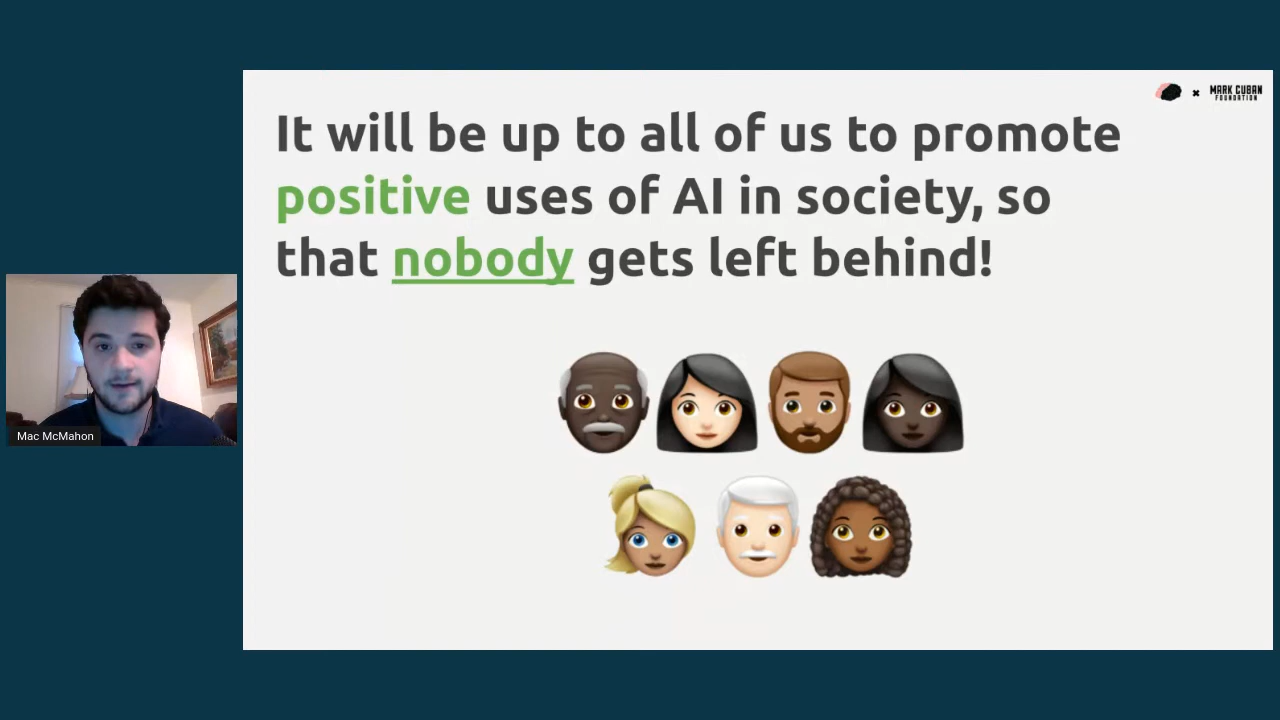 MARK CUBAN
FOUNDATION
It will be up to all of us to promote
positive uses of AI in society, so
that nobody gets left behind!
Mac McMahon